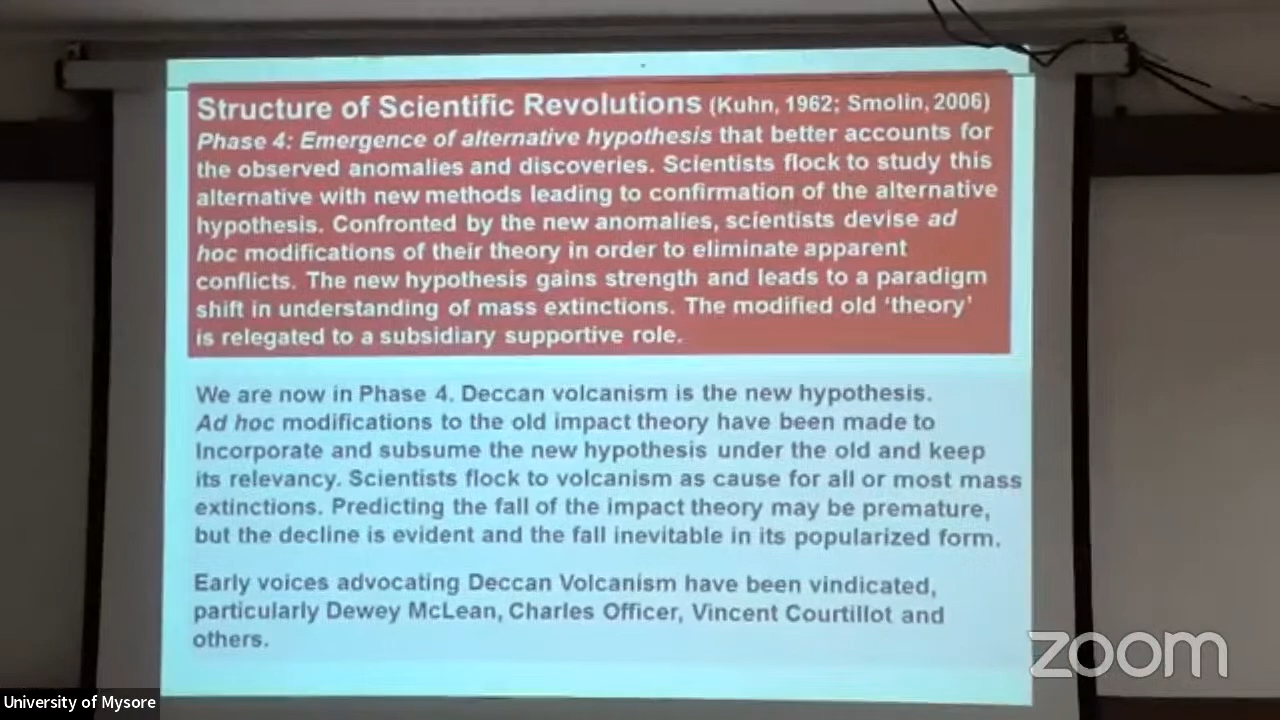 Structure of Scientific Revolutions (Kuhn, 1962; Smolin, 2006)
Phase 4: Emergence of alternative hypothesis that better accounts for
the observed anomalies and discoveries. Scientists flock to study this
alternative with new methods leading to confirmation of the alternative
hypothesis. Confronted by the new anomalies, scientists devise ad
hoc modifications of their theory in order to eliminate apparent
conflicts. The new hypothesis gains strength and leads to a paradigm
shift in understanding of mass extinctions. The modified old ‘theory’
is relegated to a subsidiary supportive role.
We are now in Phase 4. Deccan volcanism is the new hypothesis.
Ad hoc modifications to the old impact theory have been made to
Incorporate and subsume the new hypothesis under the old and keep
its relevancy. Scientists flock to volcanism as cause for all or most mass
extinctions. Predicting the fall of the impact theory may be premature,
but the decline is evident and the fall inevitable in its popularized form.
Early voices advocating Deccan Volcanism have been vindicated,
particularly Dewey McLean, Charles Officer, Vincent Courtillot and
others.
zoom
University of Mysore